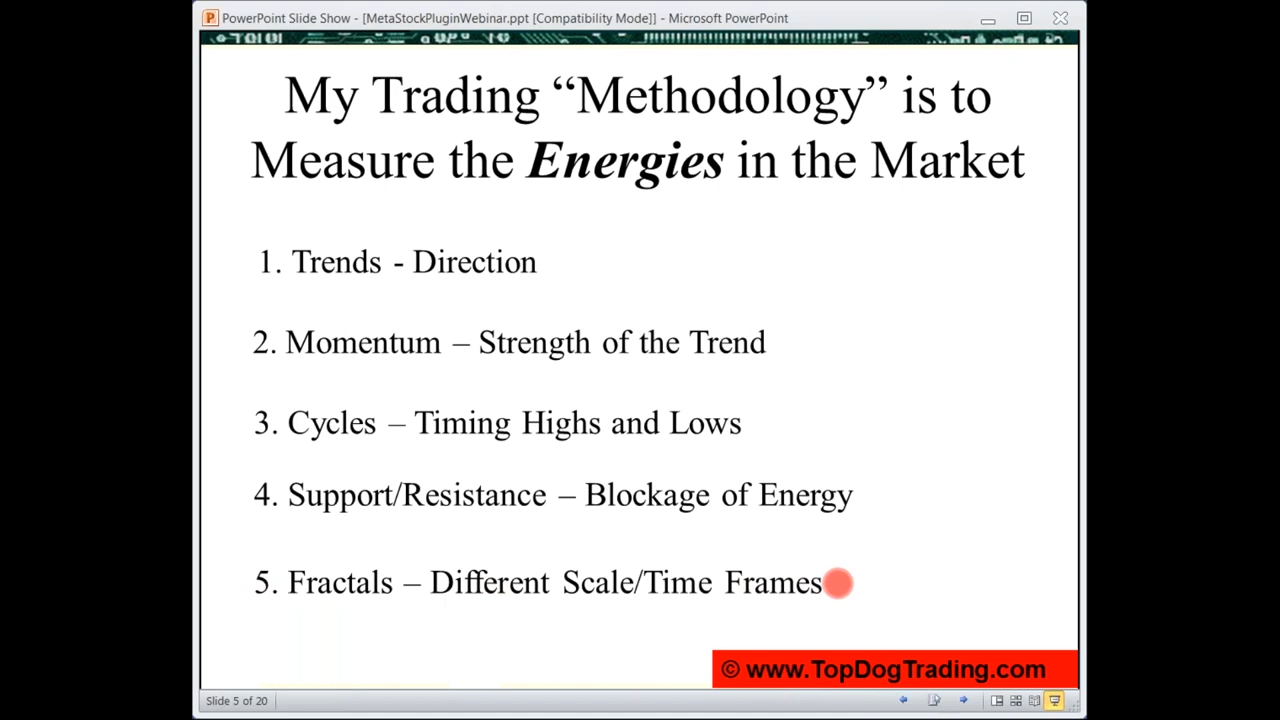 PowerPoint Slide Show - [MetaStockPluginWebinar.ppt [Compatibility Mode]] - Microsoft PowerPoint
My Trading “Methodology” is to
Measure the Energies in the Market
1. Trends - Direction
2. Momentum – Strength of the Trend
3. Cycles – Timing Highs and Lows
4. Support/Resistance – Blockage of Energy
5. Fractals – Different Scale/Time Frames
© www.TopDogTrading.com
Slide 5 of 20